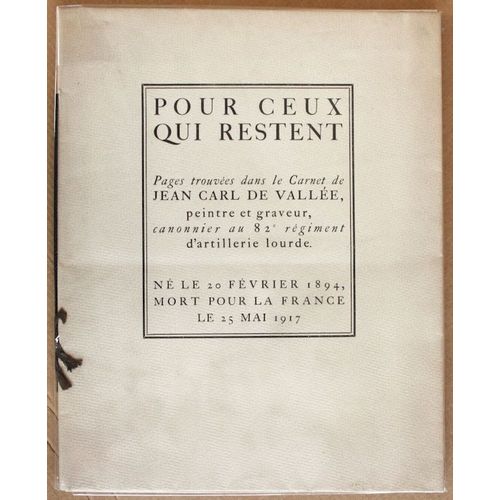 POUR CEUX
QUI RESTENT
Pages trouvées dans le Carnet de
JEAN CARL DE VALLÉE,
peintre et graveur,
canonnier au 82e régiment
d'artillerie lourde.
NÉ LE 20 FÉVRIER 1894,
MORT POUR LA FRANCE
LE 25 MAI 1917